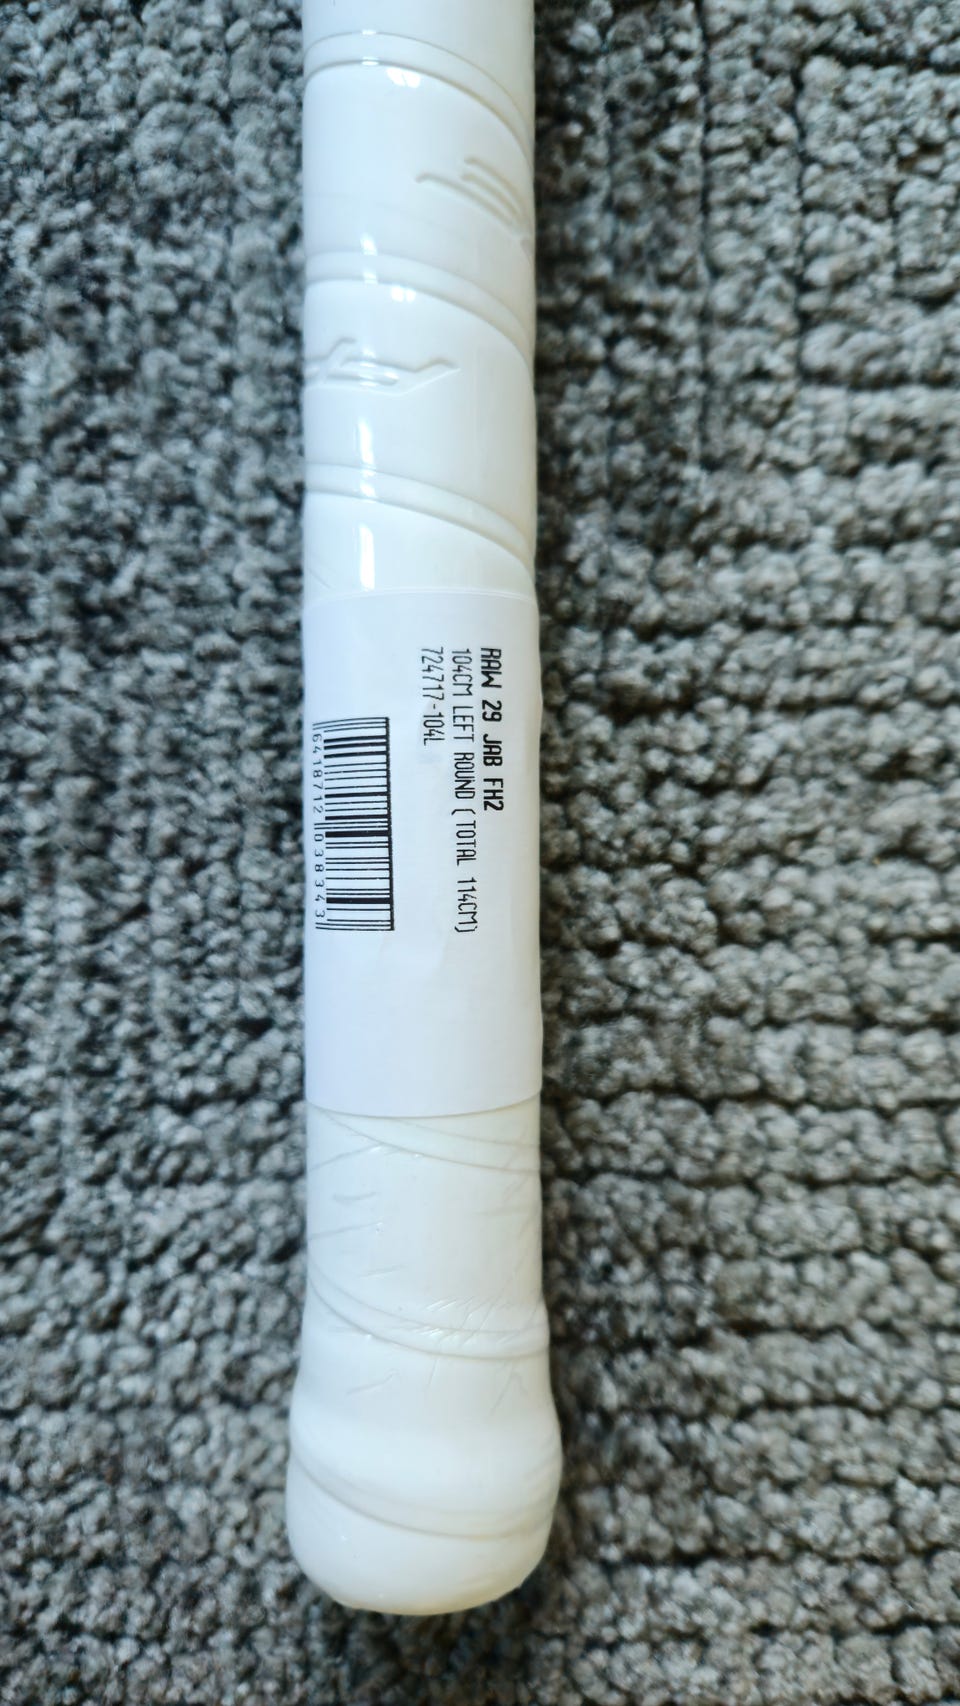 RAW 29 JAB FH2
104CM LEFT ROUND ( TOTAL 114CM)
724717-104L
6418712038343